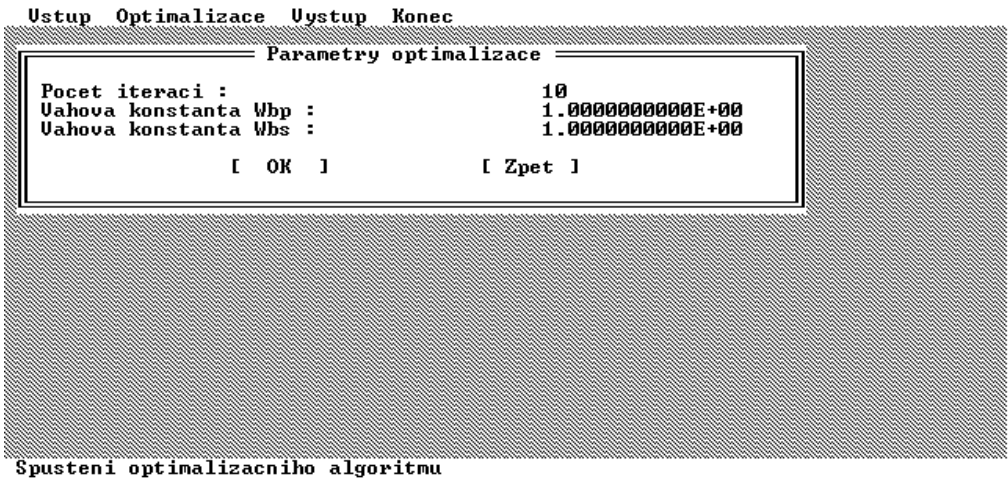 Vstup Optimalizace Vystup Konec
Parametry optimalizace
Pocet iteraci : 10
Vahova konstanta Wbp : 1.0000000000E+00
Vahova konstanta Wbs : 1.0000000000E+00
[ OK ] [ Zpet ]
Spusteni optimalizacniho algoritmu